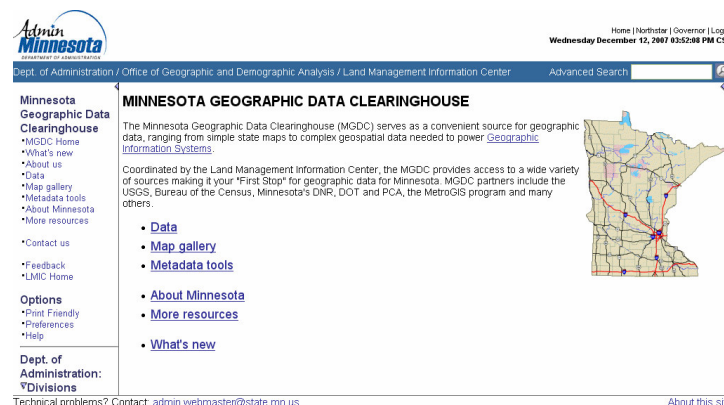 Admin
Minnesota
DEPARTMENT OF ADMINISTRATION
Home | Northstar | Governor | Log
Wednesday December 12, 2007 03:52:08 PM CS
Dept. of Administration / Office of Geographic and Demographic Analysis / Land Management Information Center
Advanced Search
Minnesota
Geographic Data
Clearinghouse
MGDC Home
What's new
About us
Data
Map gallery
Metadata tools
About Minnesota
More resources
Contact us
Feedback
LMIC Home
Options
Print Friendly
Preferences
Help
Dept. of
Administration:
Divisions
MINNESOTA GEOGRAPHIC DATA CLEARINGHOUSE
The Minnesota Geographic Data Clearinghouse (MGDC) serves as a convenient source for geographic
data, ranging from simple state maps to complex geospatial data needed to power Geographic
Information Systems.
Coordinated by the Land Management Information Center, the MGDC provides access to a wide variety
of sources making it your "First Stop" for geographic data for Minnesota. MGDC partners include the
USGS, Bureau of the Census, Minnesota's DNR, DOT and PCA, the MetroGIS program and many
others.
• Data
• Map gallery
• Metadata tools
• About Minnesota
• More resources
• What's new
Technical problems? Contact: admin.webmaster@state.mn.us
About this si